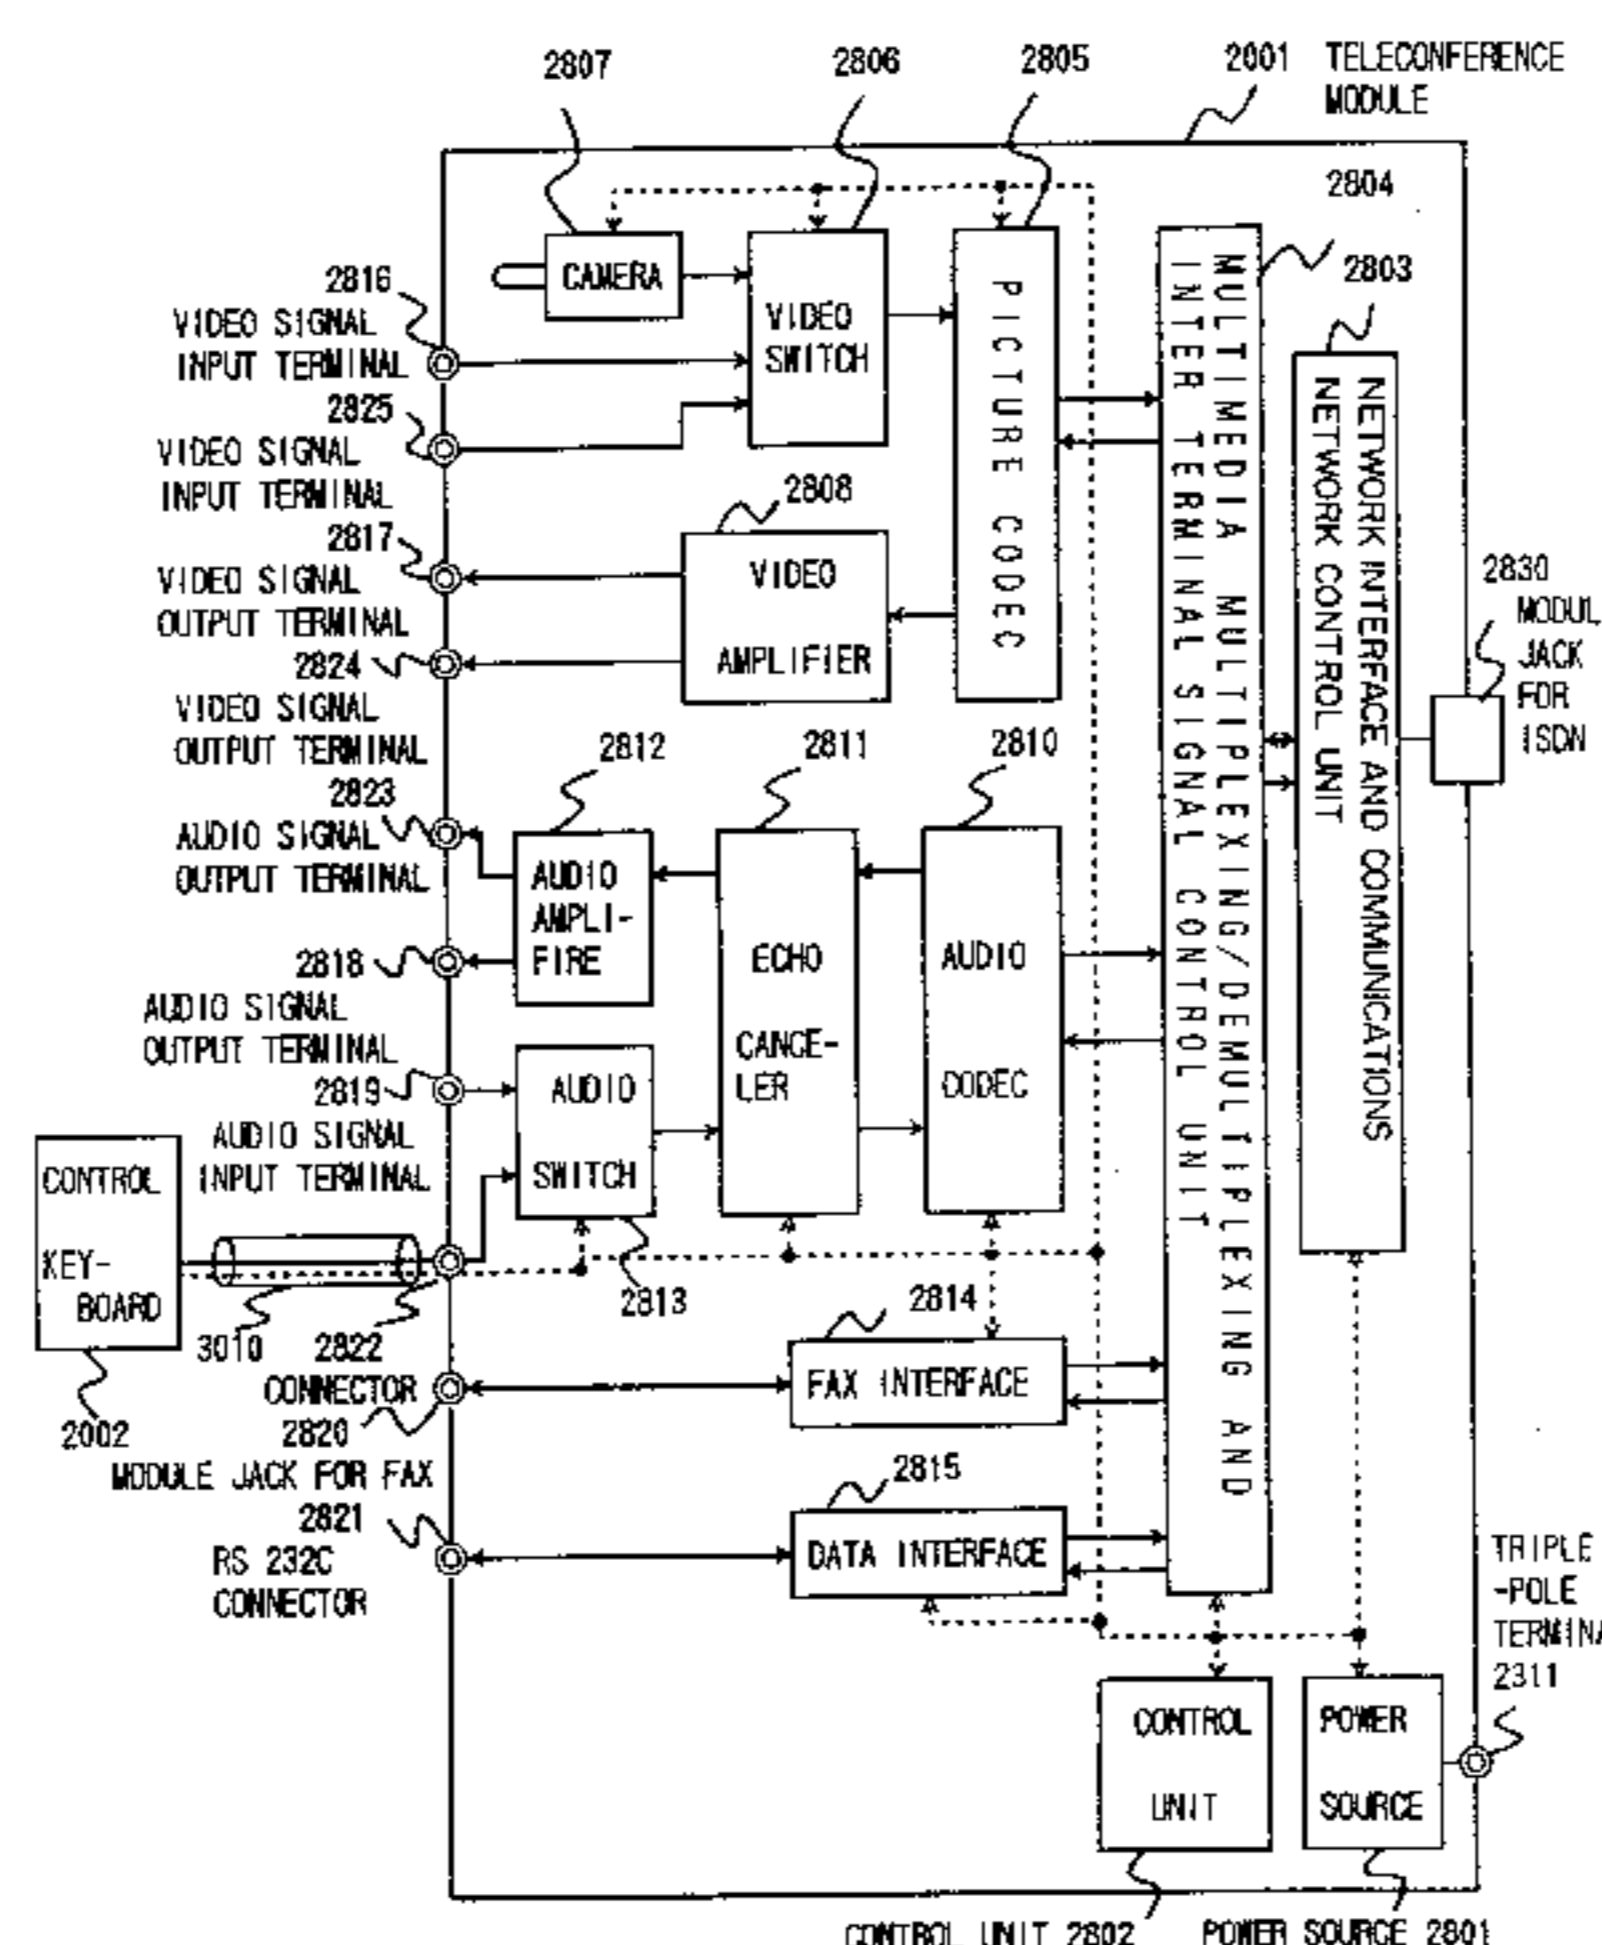 2807
2806
2805
2001 TELECONFERENCE
MODULE
2804
2803
CAMERA
2816
VIDEO SIGNAL
INPUT TERMINAL
VIDEO
SWITCH
PICTURE CODEC
MULTIMEDIA MULTIPLEXING/DEMULTIPLEXING AND
INTER TERMINAL SIGNAL CONTROL UNIT
NETWORK INTERFACE AND COMMUNICATIONS
NETWORK CONTROL UNIT
2825
VIDEO SIGNAL
INPUT TERMINAL
2808
2817
VIDEO SIGNAL
OUTPUT TERMINAL
VIDEO
AMPLIFIER
2830
MODUL
JACK
FOR
ISDN
2824
VIDEO SIGNAL
OUTPUT TERMINAL
2812
2811
2810
2823
AUDIO SIGNAL
OUTPUT TERMINAL
AUDIO
AMPLI-
FIRE
ECHO
CANCE-
LER
AUDIO
CODEC
2818
AUDIO SIGNAL
OUTPUT TERMINAL
2819
AUDIO SIGNAL
INPUT TERMINAL
AUDIO
SWITCH
CONTROL
KEY-
BOARD
2813
3010
2822
CONNECTOR
2814
FAX INTERFACE
2002
2820
MODULE JACK FOR FAX
2815
2821
RS 232C
CONNECTOR
DATA INTERFACE
TRIPLE
-POLE
TERMINA
2311
CONTROL
UNIT
POWER
SOURCE
CONTROL UNIT 2802
POWER SOURCE 2801